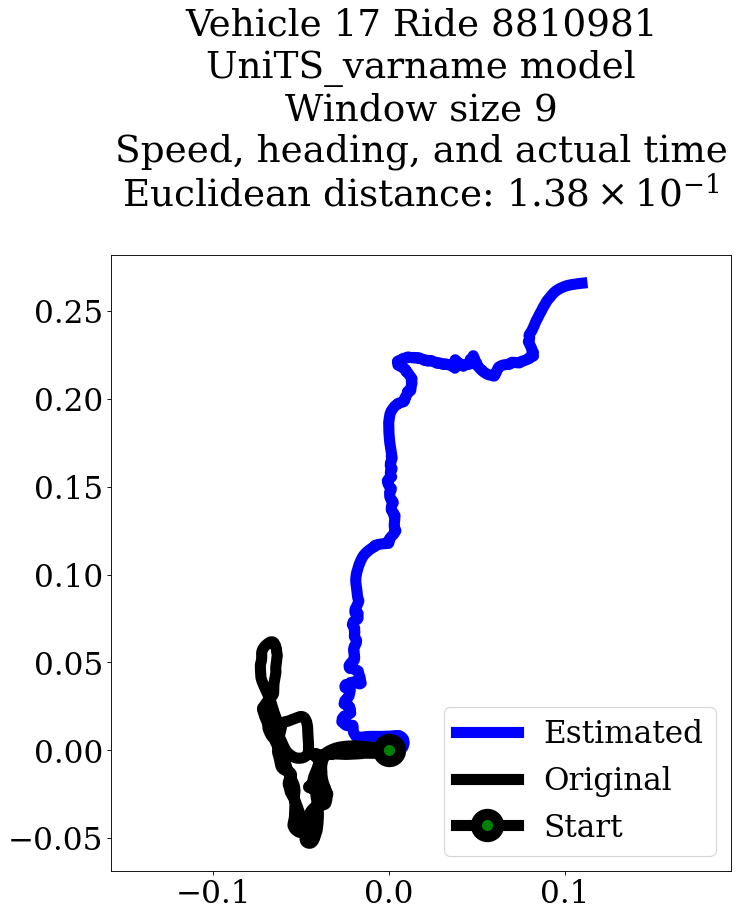 Vehicle 17 Ride 8810981
UniTS_varname model
Window size 9
Speed, heading, and actual time
Euclidean distance: 1.38 × 10⁻¹
0.25
0.20
0.15
0.10
0.05
0.00
−0.05
Estimated
Original
Start
−0.1 0.0 0.1